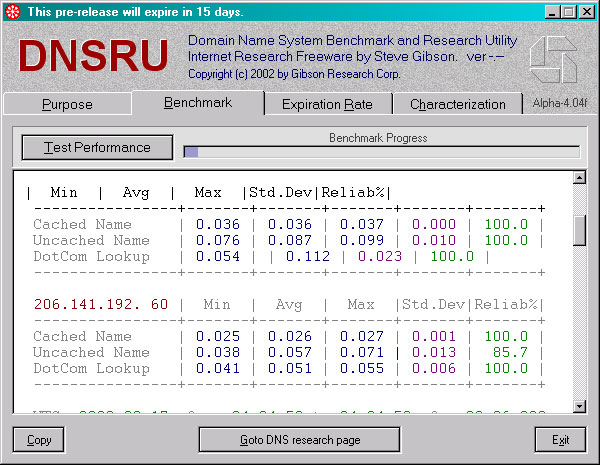 This pre-release will expire in 15 days.
DNSRU
Domain Name System Benchmark and Research Utility
Internet Research Freeware by Steve Gibson. ver -.--
Copyright (c) 2002 by Gibson Research Corp.
Purpose
Benchmark
Expiration Rate
Characterization
Alpha-4.04f
Test Performance
Benchmark Progress
| Min | Avg | Max |Std.Dev|Reliab%|
----------------+-------+-------+-------+-------+-------+
Cached Name | 0.036 | 0.036 | 0.037 | 0.000 | 100.0 |
Uncached Name | 0.076 | 0.087 | 0.099 | 0.010 | 100.0 |
DotCom Lookup | 0.054 | | 0.112 | 0.023 | 100.0 |
----------------+-------+-------+-------+-------+-------+
206.141.192. 60 | Min | Avg | Max |Std.Dev|Reliab%|
----------------+-------+-------+-------+-------+-------+
Cached Name | 0.025 | 0.026 | 0.027 | 0.001 | 100.0 |
Uncached Name | 0.038 | 0.057 | 0.071 | 0.013 | 85.7 |
DotCom Lookup | 0.041 | 0.051 | 0.055 | 0.006 | 100.0 |
----------------+-------+-------+-------+-------+-------+
Copy
Goto DNS research page
Exit